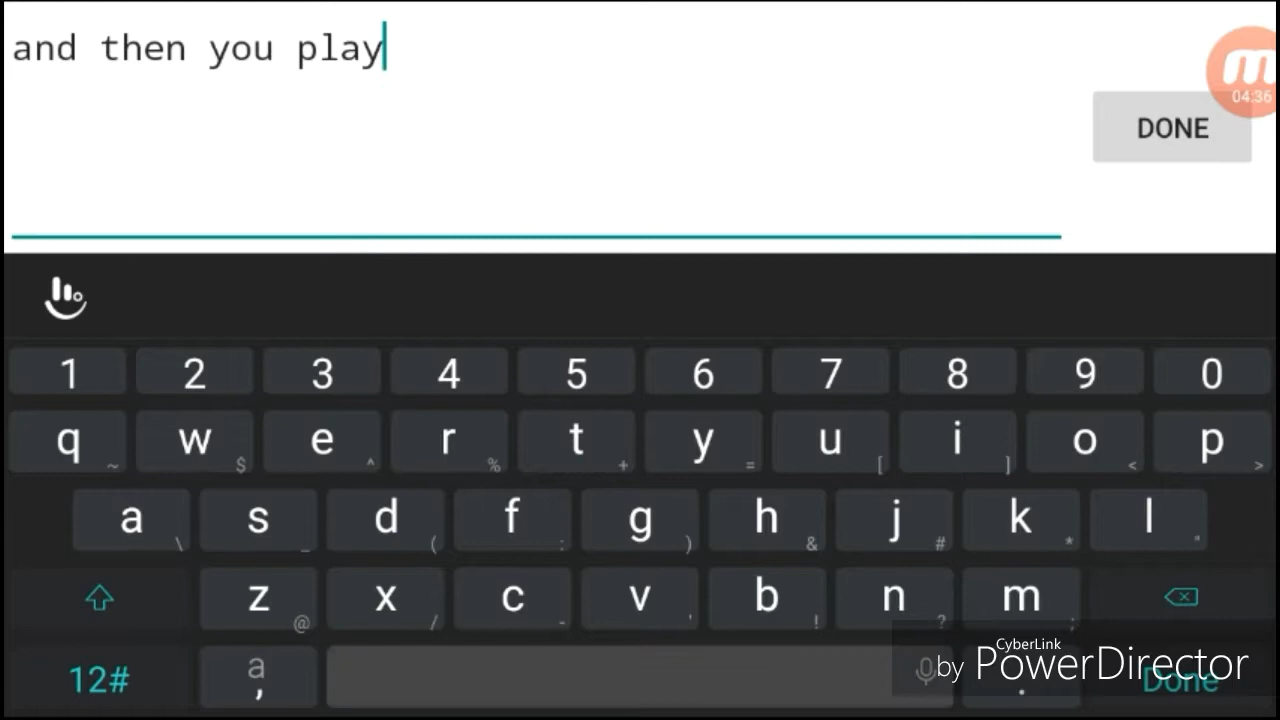 and then you play
04:36
DONE
1 2 3 4 5 6 7 8 9 0
q w e r t y u i o p
~ $ ^ % + = [ ] < >
a s d f g h j k l
\ _ ( : ) & # * "
z x c v b n m
@ / - ' ! ? ;
12# a , . Done
CyberLink
by PowerDirector